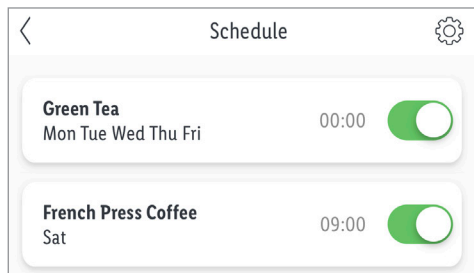 Schedule
Green Tea
Mon Tue Wed Thu Fri
00:00
French Press Coffee
Sat
09:00